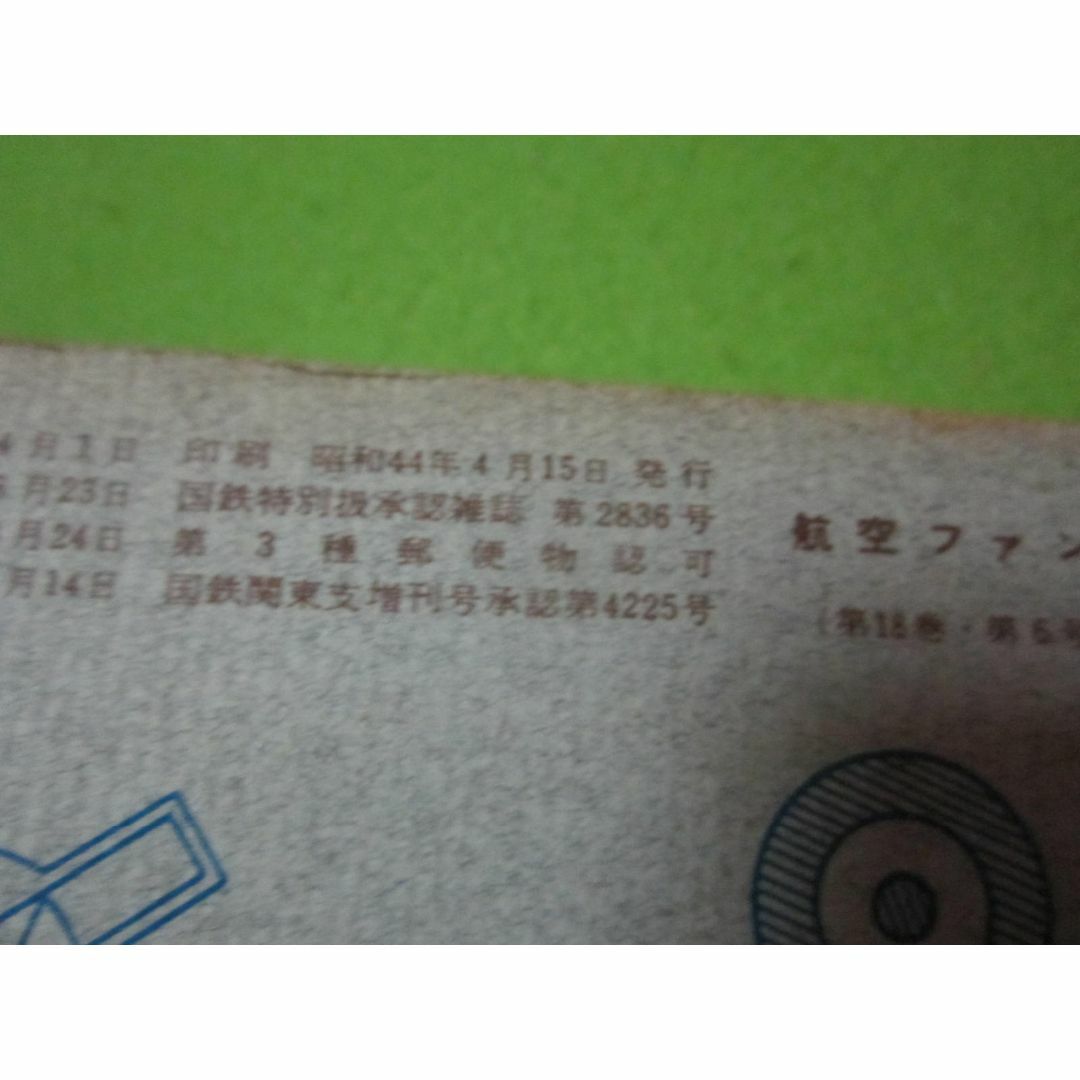 4月1日 印刷 昭和44年4月15日 発行
月23日 国鉄特別扱承認雑誌 第2836号
月24日 第3種郵便物認可
月14日 国鉄関東支増刊号承認第4225号
航空ファン
(第18巻・第6号